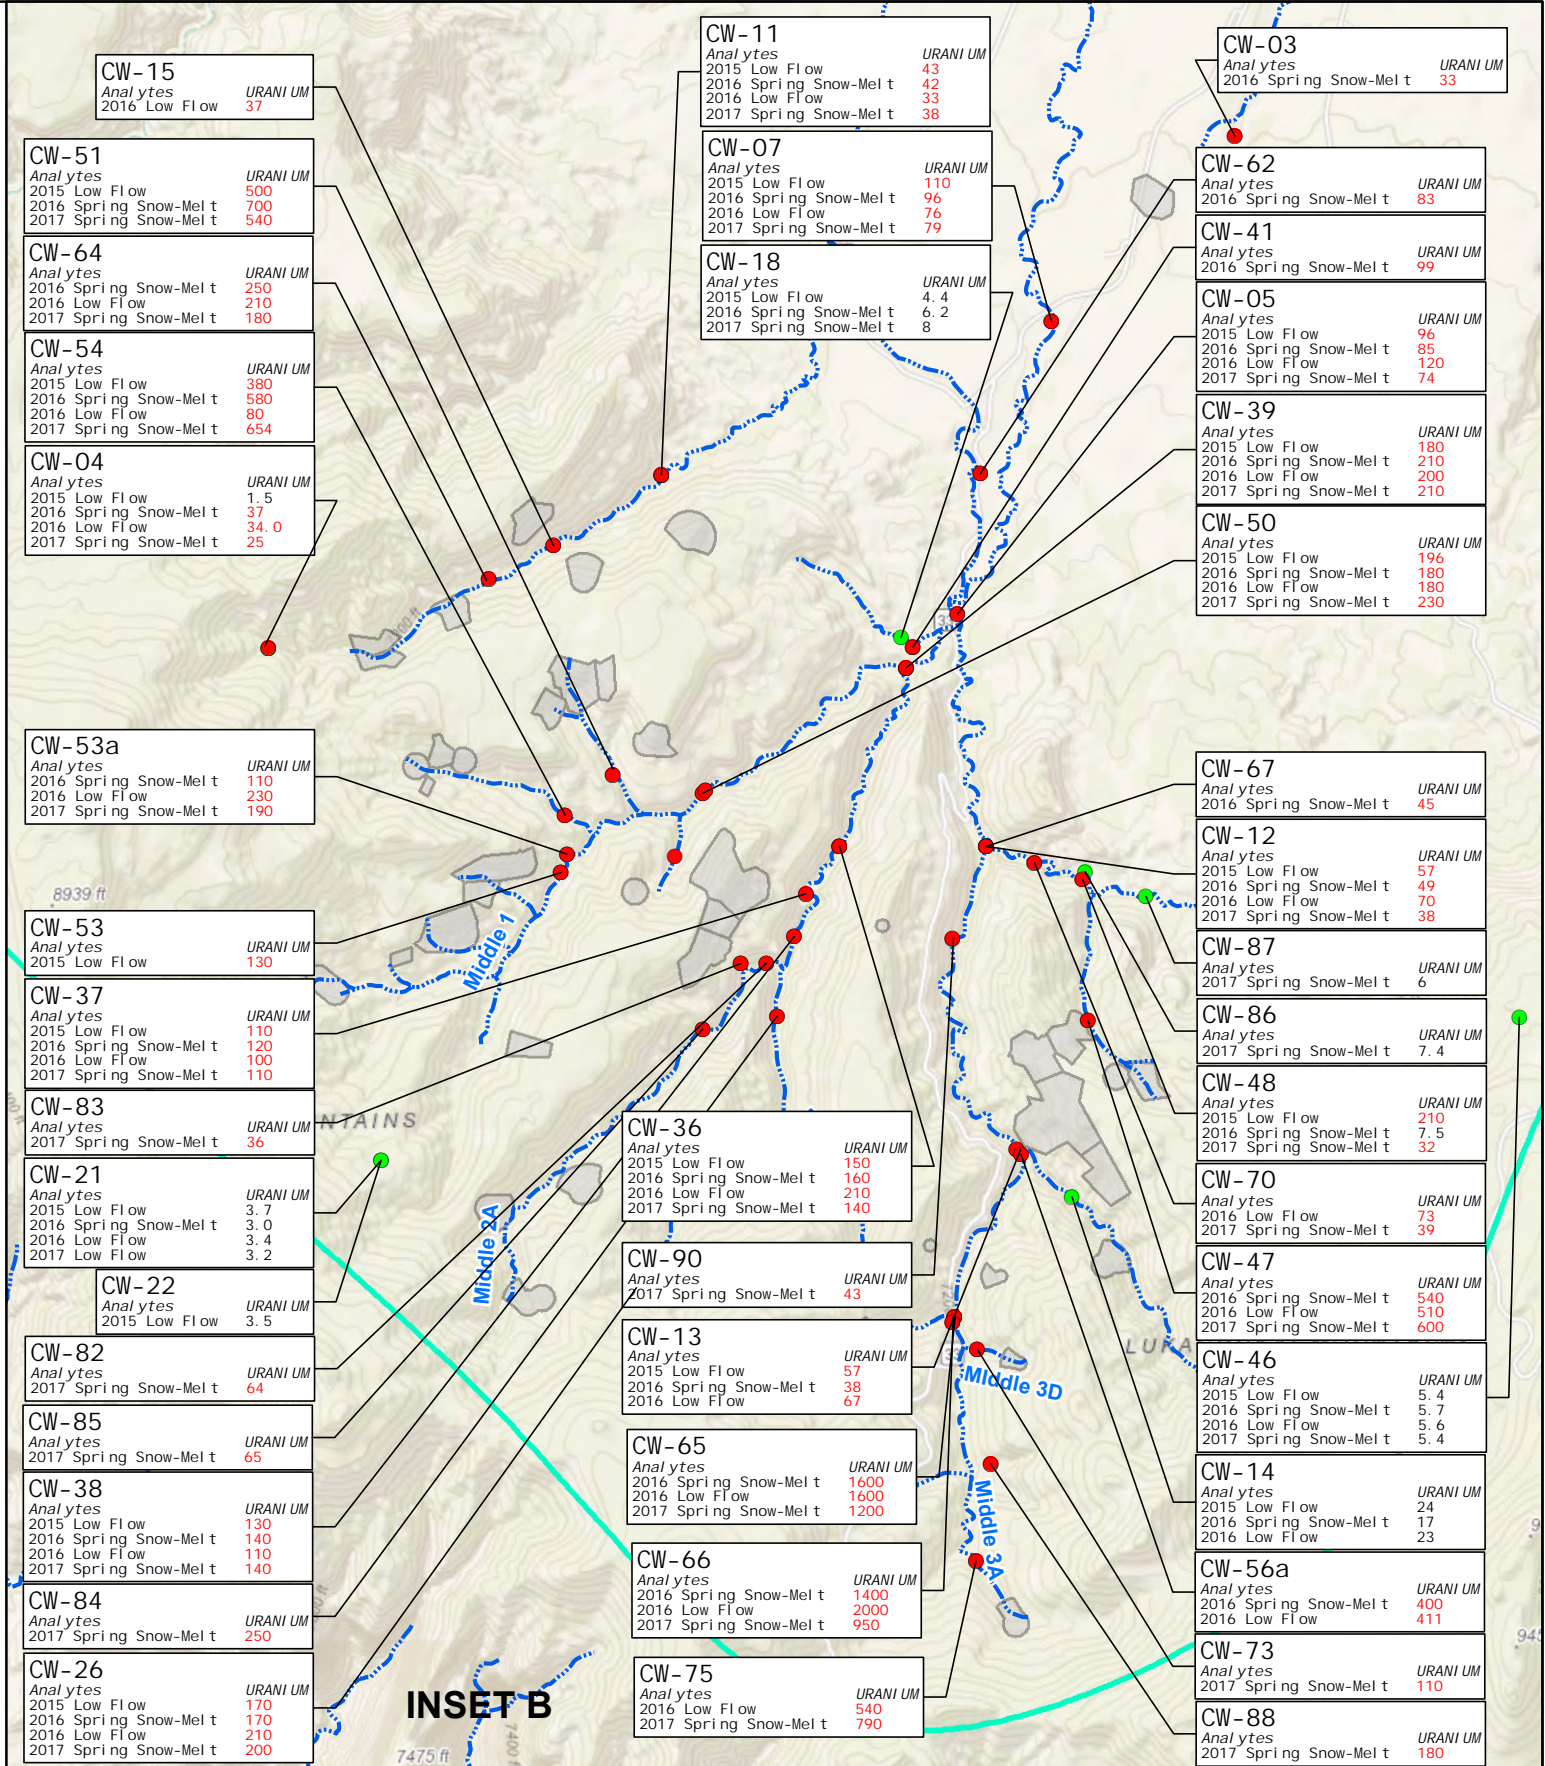 CW-11
Analytes URANIUM
2015 Low Flow 43
2016 Spring Snow-Melt 42
2016 Low Flow 33
2017 Spring Snow-Melt 38
CW-03
Analytes URANIUM
2016 Spring Snow-Melt 33
CW-15
Analytes URANIUM
2016 Low Flow 37
CW-51
Analytes URANIUM
2015 Low Flow 500
2016 Spring Snow-Melt 700
2017 Spring Snow-Melt 540
CW-07
Analytes URANIUM
2015 Low Flow 110
2016 Spring Snow-Melt 96
2016 Low Flow 76
2017 Spring Snow-Melt 79
CW-62
Analytes URANIUM
2016 Spring Snow-Melt 83
CW-41
Analytes URANIUM
2016 Spring Snow-Melt 99
CW-64
Analytes URANIUM
2016 Spring Snow-Melt 250
2016 Low Flow 210
2017 Spring Snow-Melt 180
CW-18
Analytes URANIUM
2015 Low Flow 4.4
2016 Spring Snow-Melt 6.2
2017 Spring Snow-Melt 8
CW-05
Analytes URANIUM
2015 Low Flow 96
2016 Spring Snow-Melt 85
2016 Low Flow 120
2017 Spring Snow-Melt 74
CW-54
Analytes URANIUM
2015 Low Flow 380
2016 Spring Snow-Melt 580
2016 Low Flow 80
2017 Spring Snow-Melt 654
CW-39
Analytes URANIUM
2015 Low Flow 180
2016 Spring Snow-Melt 210
2016 Low Flow 200
2017 Spring Snow-Melt 210
CW-04
Analytes URANIUM
2015 Low Flow 1.5
2016 Spring Snow-Melt 37
2016 Low Flow 34.0
2017 Spring Snow-Melt 25
CW-50
Analytes URANIUM
2015 Low Flow 196
2016 Spring Snow-Melt 180
2016 Low Flow 180
2017 Spring Snow-Melt 230
33
CW-53a
Analytes URANIUM
2016 Spring Snow-Melt 110
2016 Low Flow 230
2017 Spring Snow-Melt 190
CW-67
Analytes URANIUM
2016 Spring Snow-Melt 45
CW-12
Analytes URANIUM
2015 Low Flow 57
2016 Spring Snow-Melt 49
2016 Low Flow 70
2017 Spring Snow-Melt 38
8939 ft
CW-53
Analytes URANIUM
2015 Low Flow 130
Middle 1
CW-87
Analytes URANIUM
2017 Spring Snow-Melt 6
CW-37
Analytes URANIUM
2015 Low Flow 110
2016 Spring Snow-Melt 120
2016 Low Flow 100
2017 Spring Snow-Melt 110
CW-86
Analytes URANIUM
2017 Spring Snow-Melt 7.4
CW-48
Analytes URANIUM
2015 Low Flow 210
2016 Spring Snow-Melt 7.5
2017 Spring Snow-Melt 32
CW-83
Analytes URANIUM
2017 Spring Snow-Melt 36
NTAINS
CW-36
Analytes URANIUM
2015 Low Flow 150
2016 Spring Snow-Melt 160
2016 Low Flow 210
2017 Spring Snow-Melt 140
CW-21
Analytes URANIUM
2015 Low Flow 3.7
2016 Spring Snow-Melt 3.0
2016 Low Flow 3.4
2017 Low Flow 3.2
CW-70
Analytes URANIUM
2016 Low Flow 73
2017 Spring Snow-Melt 39
Middle 2A
CW-90
Analytes URANIUM
2017 Spring Snow-Melt 43
CW-47
Analytes URANIUM
2016 Spring Snow-Melt 540
2016 Low Flow 510
2017 Spring Snow-Melt 600
CW-22
Analytes URANIUM
2015 Low Flow 3.5
CW-13
Analytes URANIUM
2015 Low Flow 57
2016 Spring Snow-Melt 38
2016 Low Flow 67
33
LUKA
Middle 3D
CW-82
Analytes URANIUM
2017 Spring Snow-Melt 64
CW-46
Analytes URANIUM
2015 Low Flow 5.4
2016 Spring Snow-Melt 5.7
2016 Low Flow 5.6
2017 Spring Snow-Melt 5.4
CW-85
Analytes URANIUM
2017 Spring Snow-Melt 65
CW-65
Analytes URANIUM
2016 Spring Snow-Melt 1600
2016 Low Flow 1600
2017 Spring Snow-Melt 1200
CW-14
Analytes URANIUM
2015 Low Flow 24
2016 Spring Snow-Melt 17
2016 Low Flow 23
CW-38
Analytes URANIUM
2015 Low Flow 130
2016 Spring Snow-Melt 140
2016 Low Flow 110
2017 Spring Snow-Melt 140
Middle 3A
CW-66
Analytes URANIUM
2016 Spring Snow-Melt 1400
2016 Low Flow 2000
2017 Spring Snow-Melt 950
CW-56a
Analytes URANIUM
2016 Spring Snow-Melt 400
2016 Low Flow 411
CW-84
Analytes URANIUM
2017 Spring Snow-Melt 250
CW-73
Analytes URANIUM
2017 Spring Snow-Melt 110
945
CW-26
Analytes URANIUM
2015 Low Flow 170
2016 Spring Snow-Melt 170
2016 Low Flow 210
2017 Spring Snow-Melt 200
CW-75
Analytes URANIUM
2016 Low Flow 540
2017 Spring Snow-Melt 790
CW-88
Analytes URANIUM
2017 Spring Snow-Melt 180
INSET B
7475 ft
7400 f